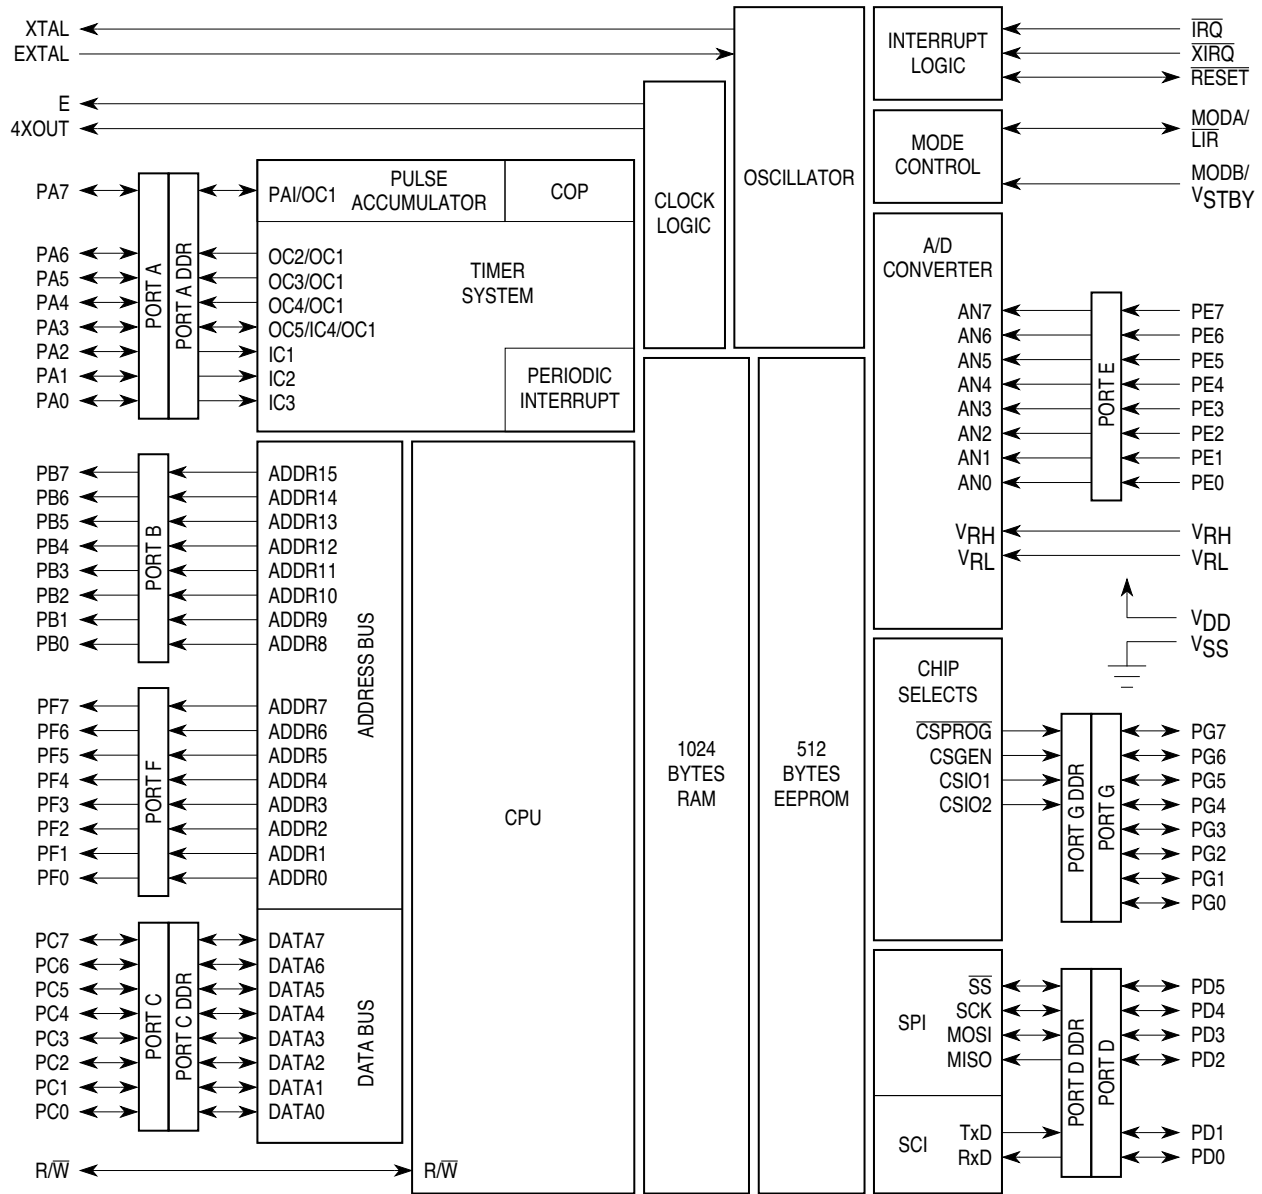 XTAL
EXTAL
E
4XOUT
PA7
PA6
PA5
PA4
PA3
PA2
PA1
PA0
PORT A
PORT A DDR
PAI/OC1
PULSE
ACCUMULATOR
COP
OC2/OC1
OC3/OC1
OC4/OC1
OC5/IC4/OC1
IC1
IC2
IC3
TIMER
SYSTEM
PERIODIC
INTERRUPT
PB7
PB6
PB5
PB4
PB3
PB2
PB1
PB0
PORT B
ADDR15
ADDR14
ADDR13
ADDR12
ADDR11
ADDR10
ADDR9
ADDR8
ADDRESS BUS
PF7
PF6
PF5
PF4
PF3
PF2
PF1
PF0
PORT F
ADDR7
ADDR6
ADDR5
ADDR4
ADDR3
ADDR2
ADDR1
ADDR0
PC7
PC6
PC5
PC4
PC3
PC2
PC1
PC0
PORT C
PORT C DDR
DATA7
DATA6
DATA5
DATA4
DATA3
DATA2
DATA1
DATA0
DATA BUS
R/W̅
R/W̅
CPU
CLOCK
LOGIC
OSCILLATOR
1024
BYTES
RAM
512
BYTES
EEPROM
INTERRUPT
LOGIC
I̅R̅Q̅
X̅I̅R̅Q̅
R̅E̅S̅E̅T̅
MODE
CONTROL
MODA/
L̅I̅R̅
MODB/
VSTBY
A/D
CONVERTER
AN7
AN6
AN5
AN4
AN3
AN2
AN1
AN0
VRH
VRL
PORT E
PE7
PE6
PE5
PE4
PE3
PE2
PE1
PE0
VRH
VRL
VDD
VSS
CHIP
SELECTS
C̅S̅P̅R̅O̅G̅
CSGEN
CSIO1
CSIO2
PORT G DDR
PORT G
PG7
PG6
PG5
PG4
PG3
PG2
PG1
PG0
SPI
S̅S̅
SCK
MOSI
MISO
SCI
TxD
RxD
PORT D DDR
PORT D
PD5
PD4
PD3
PD2
PD1
PD0